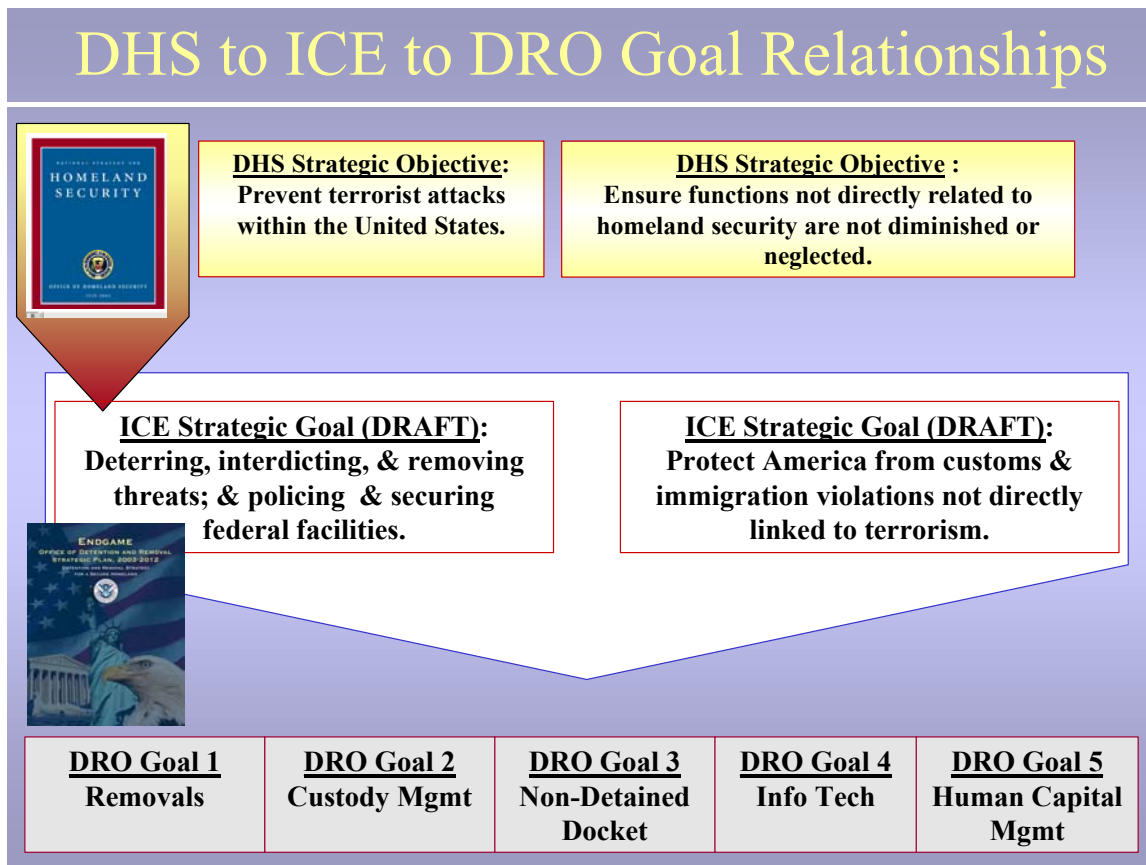 DHS to ICE to DRO Goal Relationships
NATIONAL STRATEGY FOR
HOMELAND
SECURITY
OFFICE OF HOMELAND SECURITY
DHS Strategic Objective:
Prevent terrorist attacks
within the United States.
DHS Strategic Objective :
Ensure functions not directly related to
homeland security are not diminished or
neglected.
ICE Strategic Goal (DRAFT):
Deterring, interdicting, & removing
threats; & policing & securing
federal facilities.
ICE Strategic Goal (DRAFT):
Protect America from customs &
immigration violations not directly
linked to terrorism.
ENDGAME
OFFICE OF DETENTION AND REMOVAL
STRATEGIC PLAN, 2003-2012
DETENTION AND REMOVAL STRATEGY
FOR A SECURE HOMELAND
DRO Goal 1
Removals
DRO Goal 2
Custody Mgmt
DRO Goal 3
Non-Detained
Docket
DRO Goal 4
Info Tech
DRO Goal 5
Human Capital
Mgmt